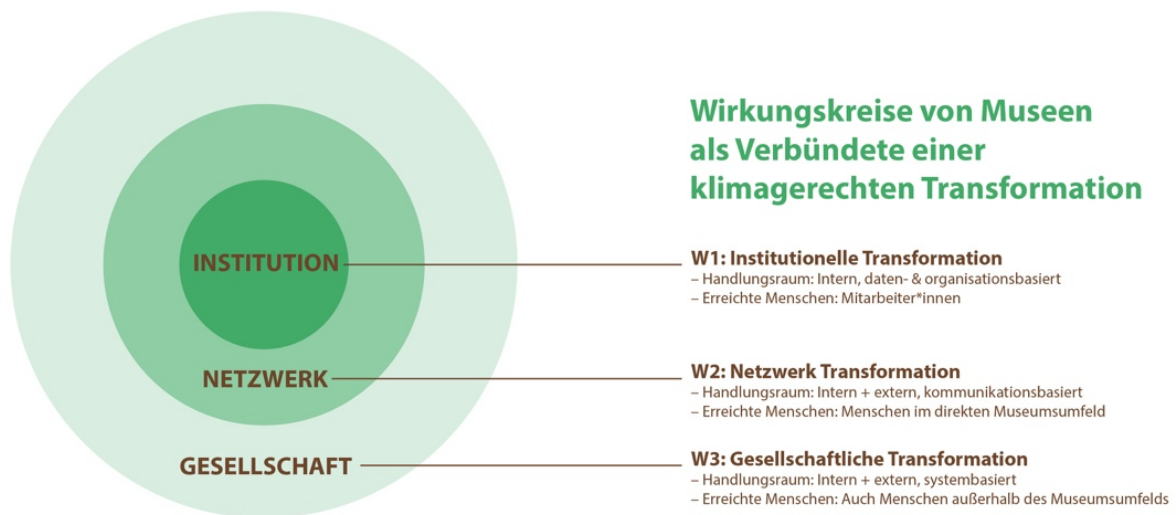 Wirkungskreise von Museen
als Verbündete einer
klimagerechten Transformation
INSTITUTION
W1: Institutionelle Transformation
– Handlungsraum: Intern, daten- & organisationsbasiert
– Erreichte Menschen: Mitarbeiter*innen
NETZWERK
W2: Netzwerk Transformation
– Handlungsraum: Intern + extern, kommunikationsbasiert
– Erreichte Menschen: Menschen im direkten Museumsumfeld
GESELLSCHAFT
W3: Gesellschaftliche Transformation
– Handlungsraum: Intern + extern, systembasiert
– Erreichte Menschen: Auch Menschen außerhalb des Museumsumfelds